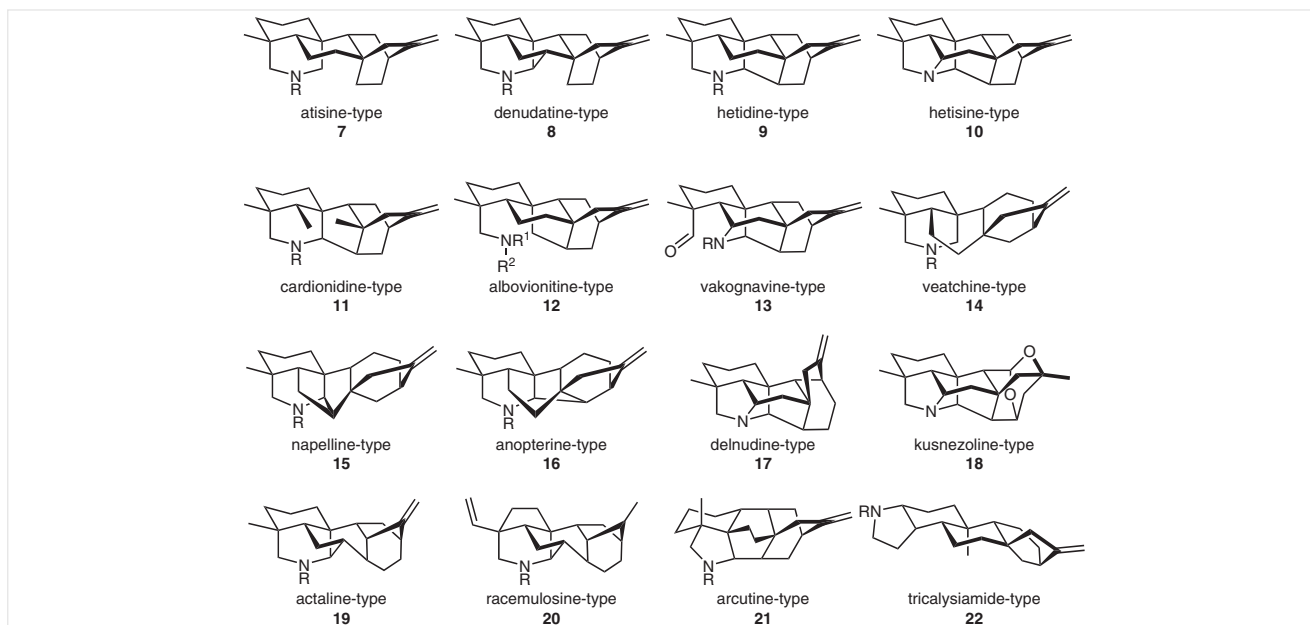 N
R
atisine-type
7
N
R
denudatine-type
8
N
R
hetidine-type
9
N
hetisine-type
10
N
R
cardionidine-type
11
NR¹
R²
albovionitine-type
12
O
RN
vakognavine-type
13
N
R
veatchine-type
14
N
R
napelline-type
15
N
R
anopterine-type
16
N
delnudine-type
17
O
O
N
kusnezoline-type
18
N
R
actaline-type
19
N
R
racemulosine-type
20
N
R
arcutine-type
21
RN
tricalysiamide-type
22